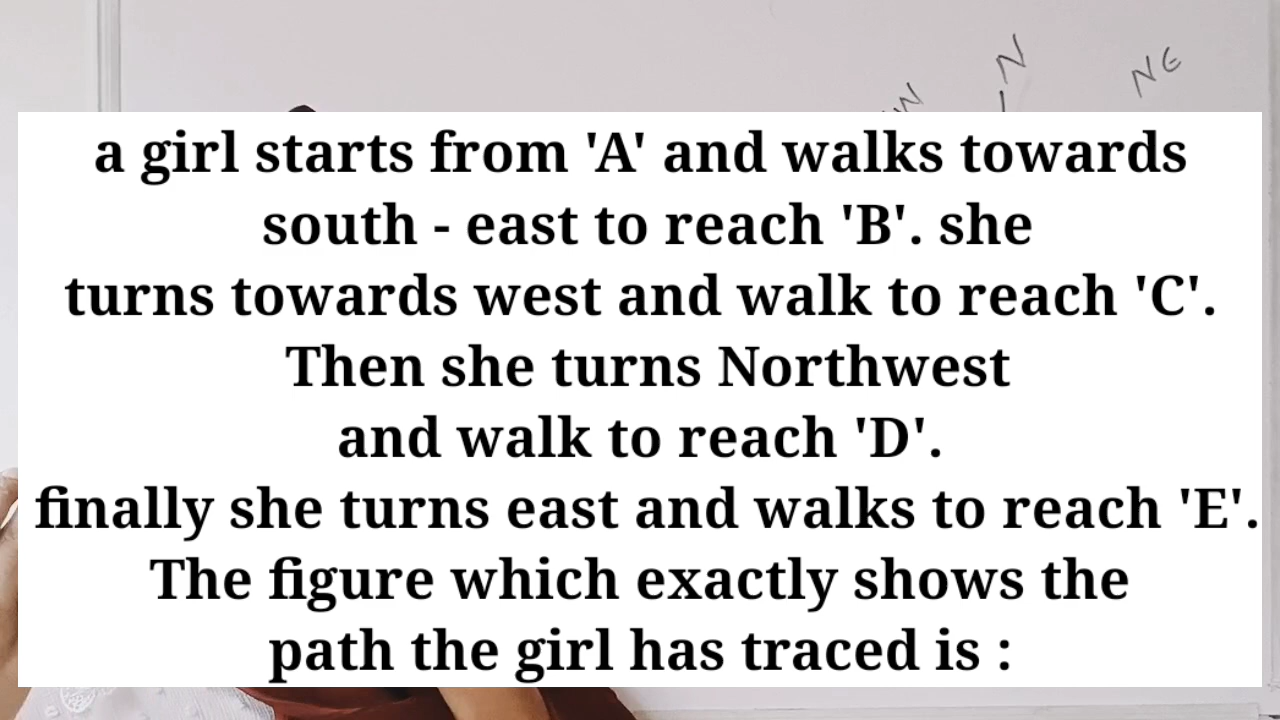 N
NE
W
a girl starts from 'A' and walks towards
south - east to reach 'B'. she
turns towards west and walk to reach 'C'.
Then she turns Northwest
and walk to reach 'D'.
finally she turns east and walks to reach 'E'.
The figure which exactly shows the
path the girl has traced is :